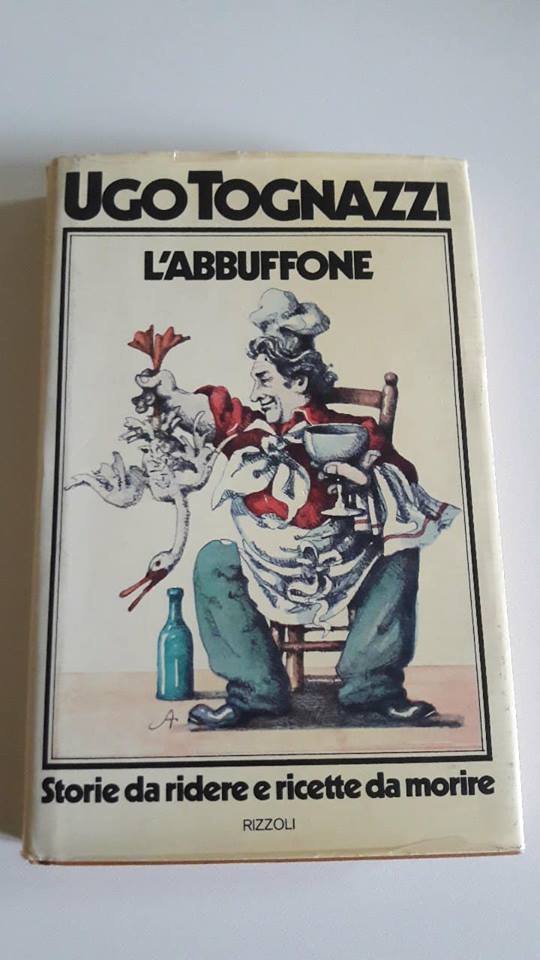 UGO TOGNAZZI
L'ABBUFFONE
A
Storie da ridere e ricette da morire
RIZZOLI